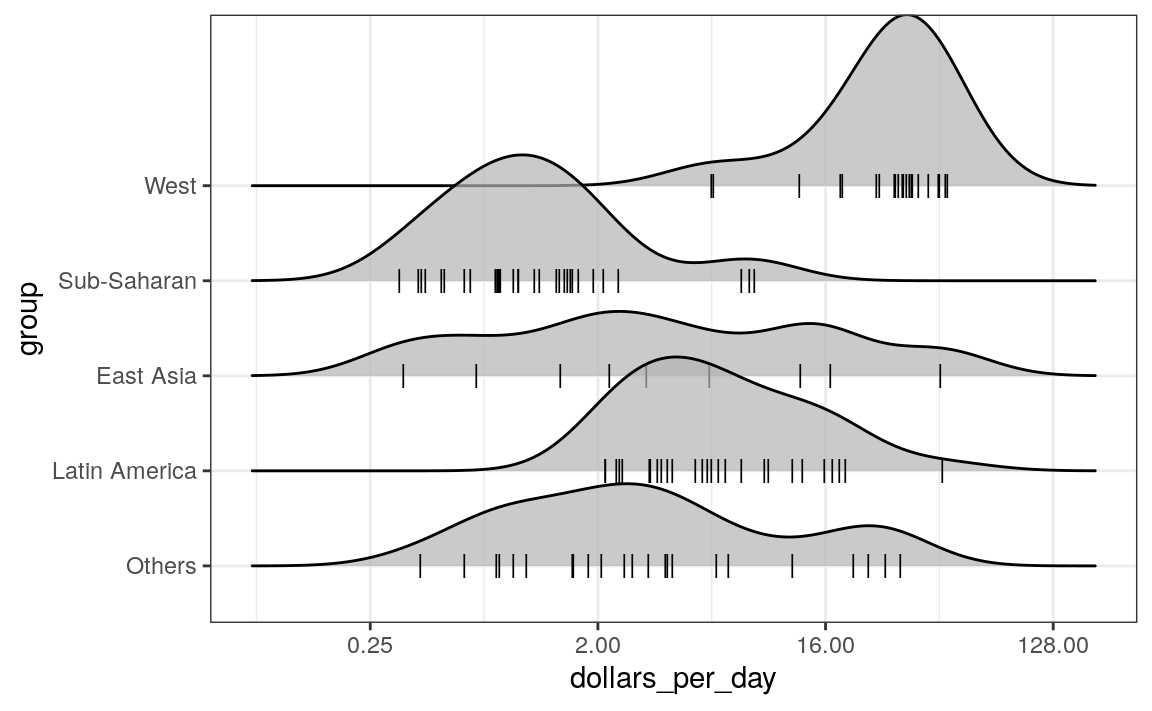 West
Sub-Saharan
East Asia
Latin America
Others
group
0.25 2.00 16.00 128.00
dollars_per_day